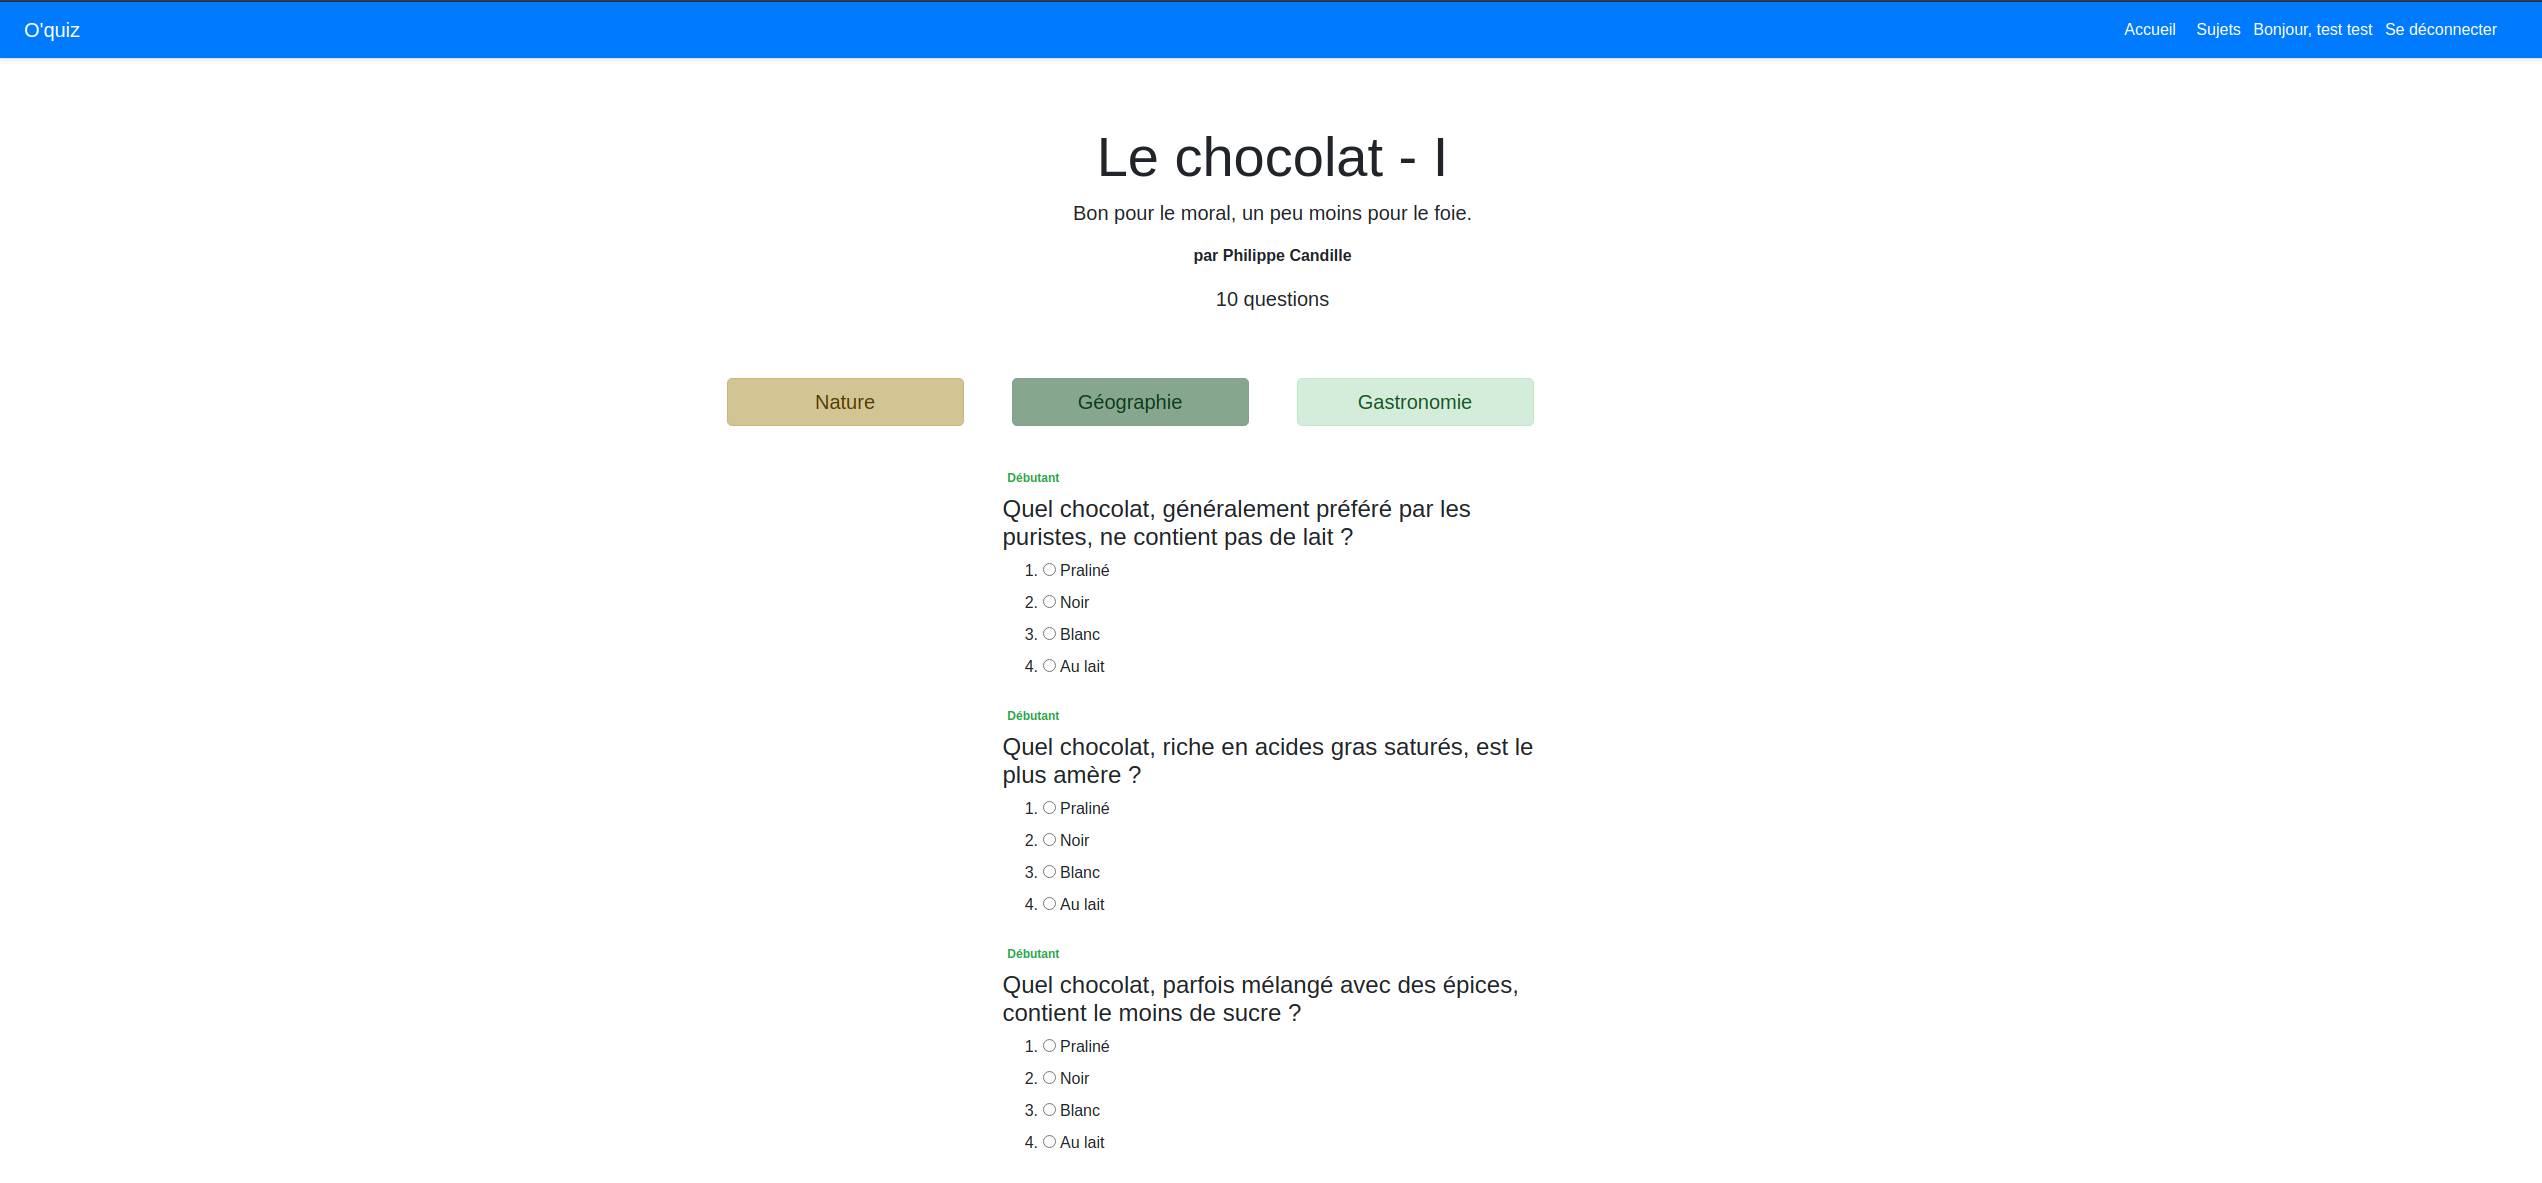 O'quiz
Accueil Sujets Bonjour, test test Se déconnecter
Le chocolat - I
Bon pour le moral, un peu moins pour le foie.
par Philippe Candille
10 questions
Nature Géographie Gastronomie
Débutant
Quel chocolat, généralement préféré par les
puristes, ne contient pas de lait ?
1. Praliné
2. Noir
3. Blanc
4. Au lait
Débutant
Quel chocolat, riche en acides gras saturés, est le
plus amère ?
1. Praliné
2. Noir
3. Blanc
4. Au lait
Débutant
Quel chocolat, parfois mélangé avec des épices,
contient le moins de sucre ?
1. Praliné
2. Noir
3. Blanc
4. Au lait